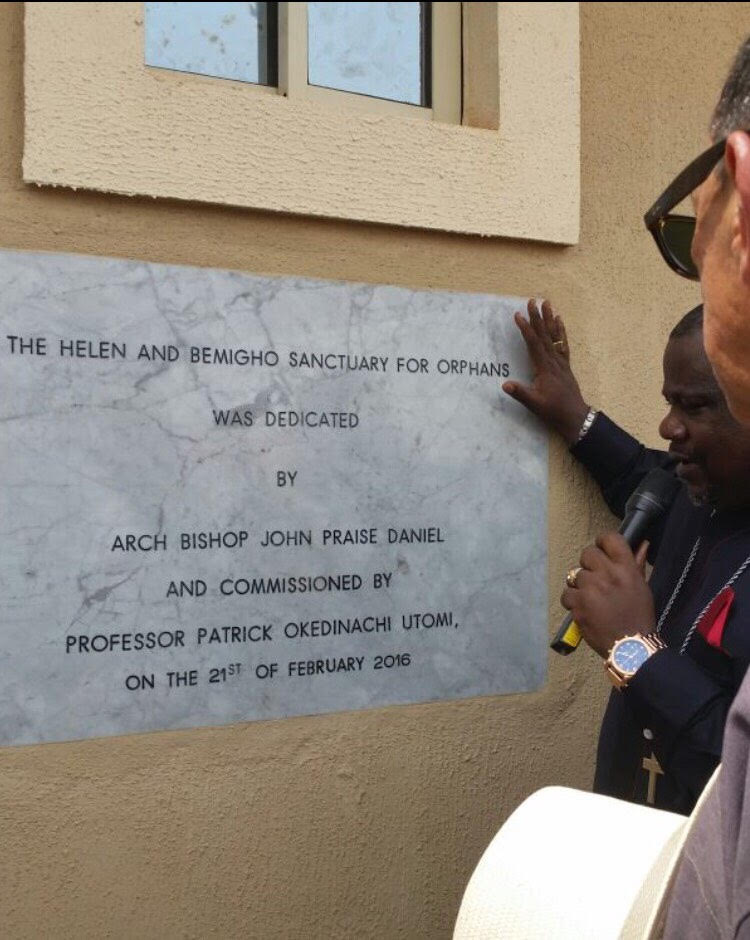 THE HELEN AND BEMIGHO SANCTUARY FOR ORPHANS
WAS DEDICATED
BY
ARCH BISHOP JOHN PRAISE DANIEL
AND COMMISSIONED BY
PROFESSOR PATRICK OKEDINACHI UTOMI,
ON THE 21ST OF FEBRUARY 2016